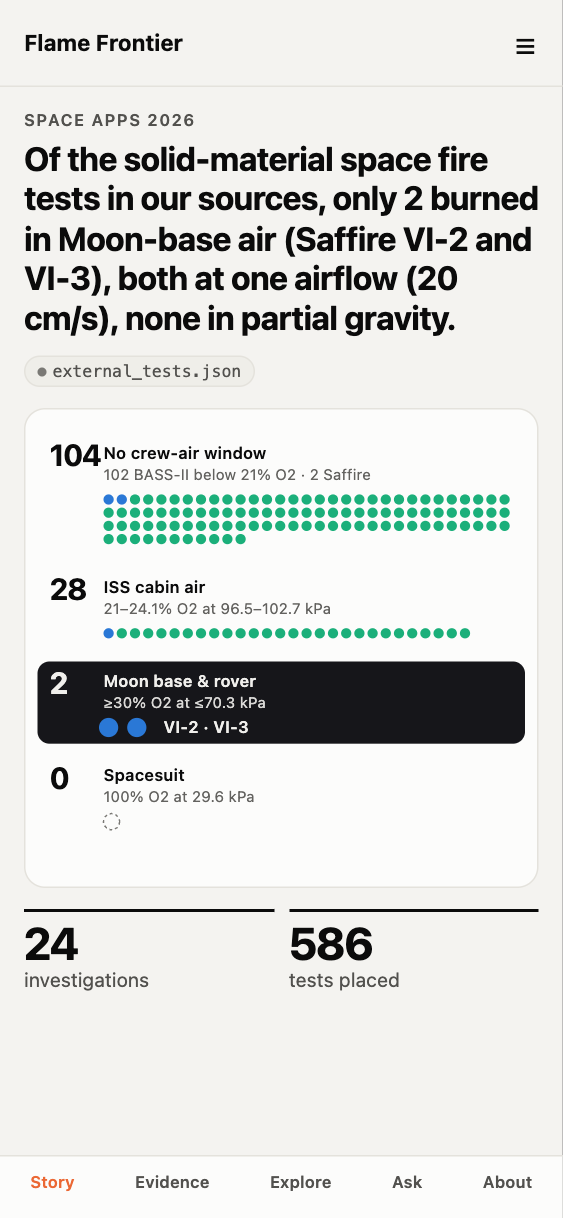 Flame Frontier
SPACE APPS 2026
Of the solid-material space fire
tests in our sources, only 2 burned
in Moon-base air (Saffire VI-2 and
VI-3), both at one airflow (20
cm/s), none in partial gravity.
external_tests.json
104 No crew-air window
102 BASS-II below 21% O2 · 2 Saffire
28 ISS cabin air
21–24.1% O2 at 96.5–102.7 kPa
2 Moon base & rover
≥30% O2 at ≤70.3 kPa
VI-2 · VI-3
0 Spacesuit
100% O2 at 29.6 kPa
24
investigations
586
tests placed
Story Evidence Explore Ask About